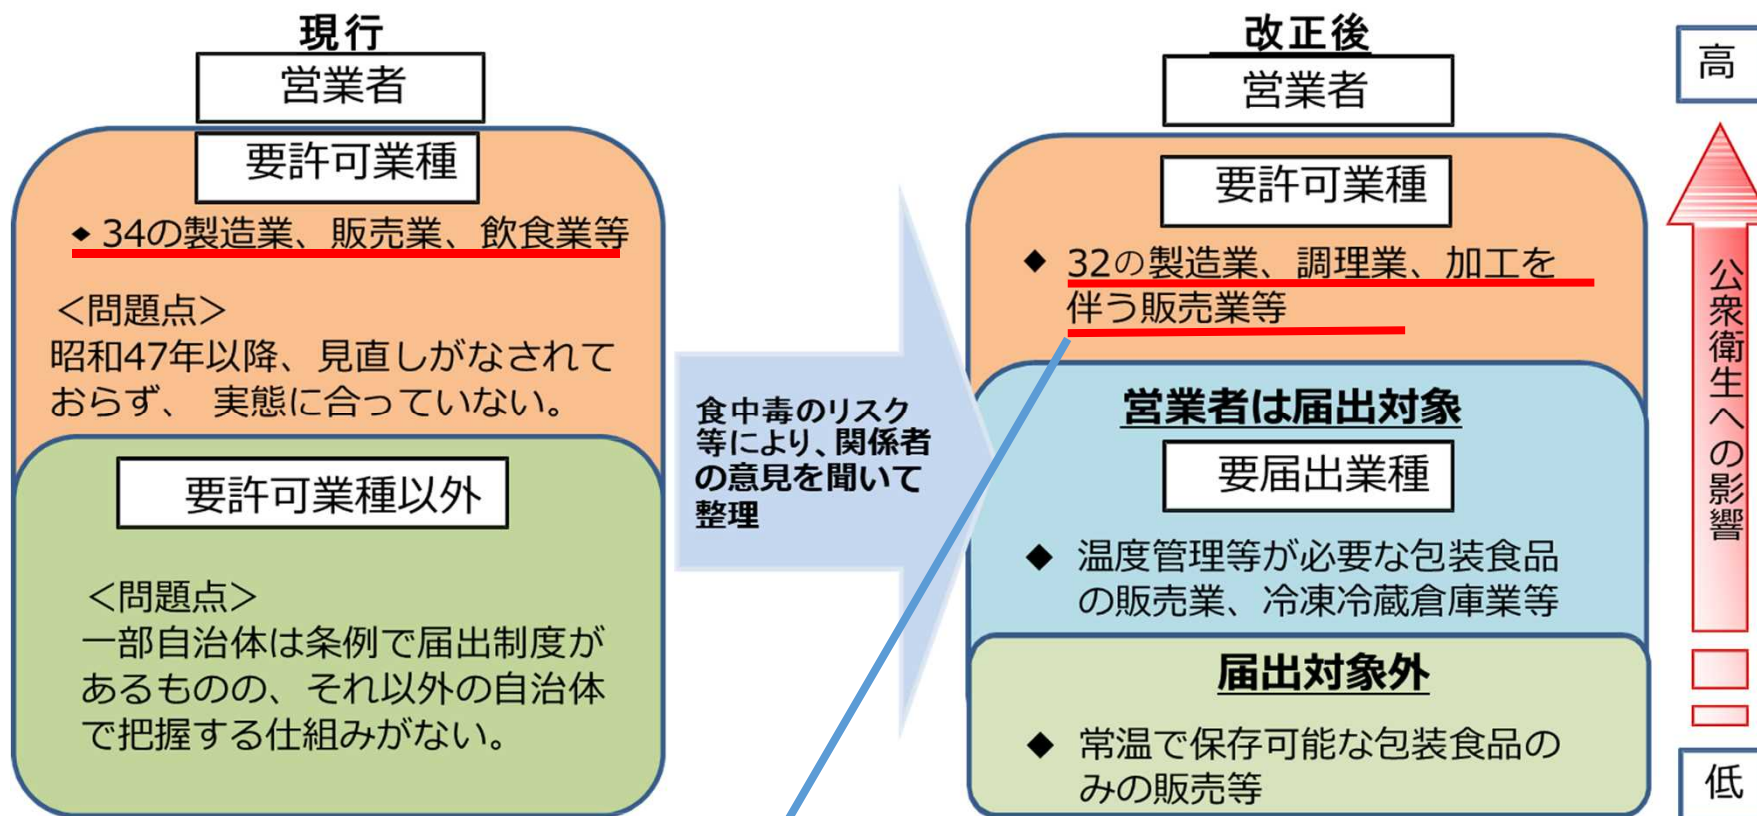 現行
営業者
要許可業種
◆ 34の製造業、販売業、飲食業等
＜問題点＞
昭和47年以降、見直しがなされて
おらず、 実態に合っていない。
要許可業種以外
＜問題点＞
一部自治体は条例で届出制度が
あるものの、それ以外の自治体
で把握する仕組みがない。
食中毒のリスク
等により、関係者
の意見を聞いて
整理
改正後
営業者
要許可業種
◆ 32の製造業、調理業、加工を
伴う販売業等
営業者は届出対象
要届出業種
◆ 温度管理等が必要な包装食品
の販売業、冷凍冷蔵倉庫業等
届出対象外
◆ 常温で保存可能な包装食品の
みの販売等
高
公衆衛生への影響
低